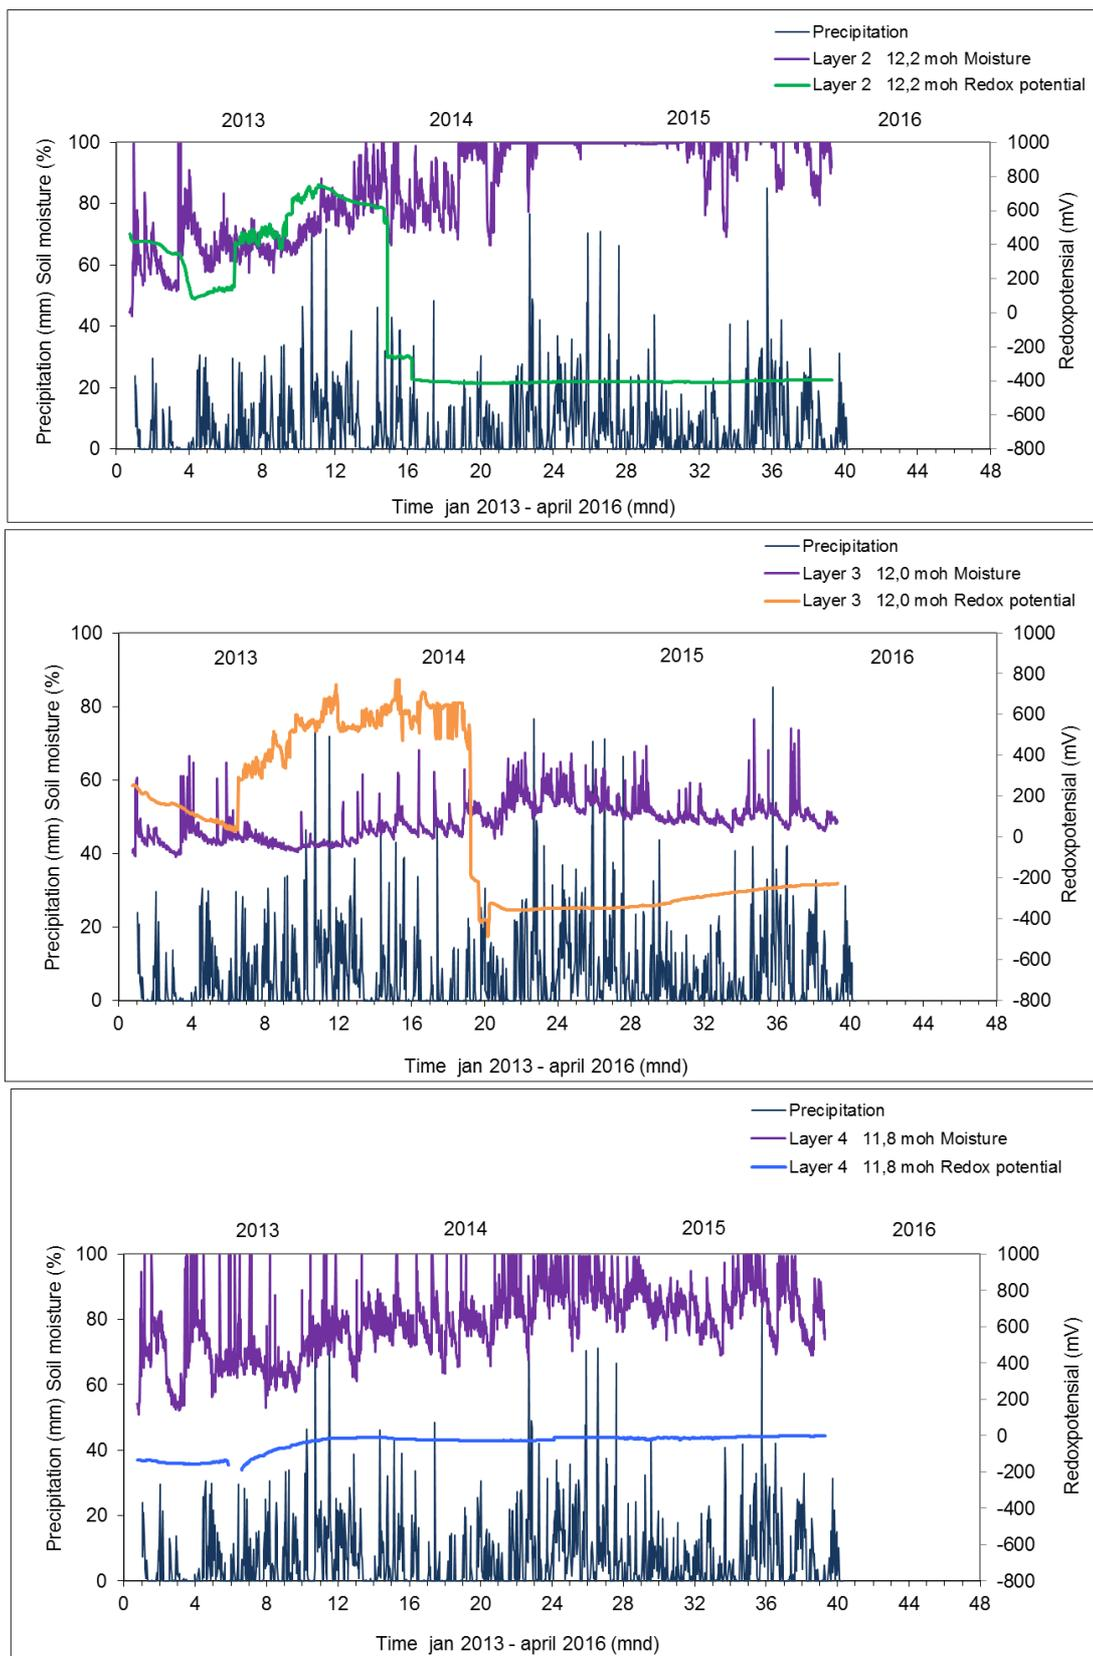 Precipitation
Layer 2 12,2 moh Moisture
Layer 2 12,2 moh Redox potential
2013 2014 2015 2016
Precipitation (mm) Soil moisture (%)
100
80
60
40
20
0
1000
800
600
400
200
0
-200
-400
-600
-800
Redoxpotensial (mV)
0 4 8 12 16 20 24 28 32 36 40 44 48
Time jan 2013 - april 2016 (mnd)
Precipitation
Layer 3 12,0 moh Moisture
Layer 3 12,0 moh Redox potential
2013 2014 2015 2016
Precipitation (mm) Soil moisture (%)
100
80
60
40
20
0
1000
800
600
400
200
0
-200
-400
-600
-800
Redoxpotensial (mV)
0 4 8 12 16 20 24 28 32 36 40 44 48
Time jan 2013 - april 2016 (mnd)
Precipitation
Layer 4 11,8 moh Moisture
Layer 4 11,8 moh Redox potential
2013 2014 2015 2016
Precipitation (mm) Soil moisture (%)
100
80
60
40
20
0
1000
800
600
400
200
0
-200
-400
-600
-800
Redoxpotensial (mV)
0 4 8 12 16 20 24 28 32 36 40 44 48
Time jan 2013 - april 2016 (mnd)